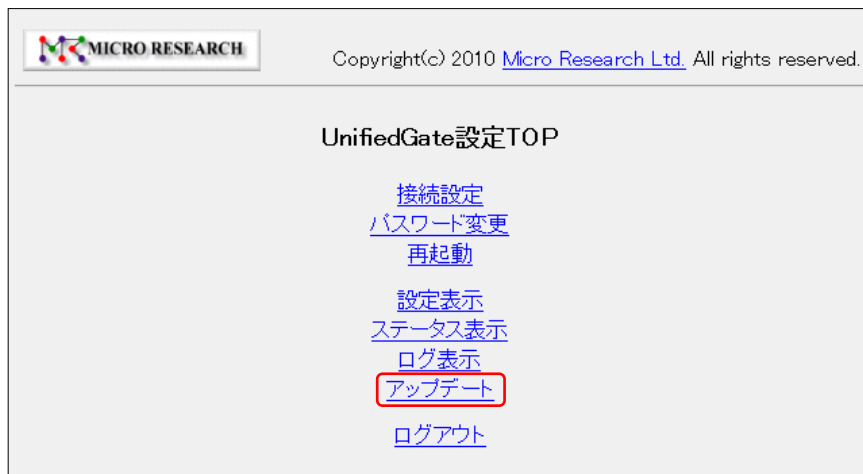 MICRO RESEARCH
Copyright(c) 2010 Micro Research Ltd. All rights reserved.
UnifiedGate設定TOP
接続設定
パスワード変更
再起動
設定表示
ステータス表示
ログ表示
アップデート
ログアウト